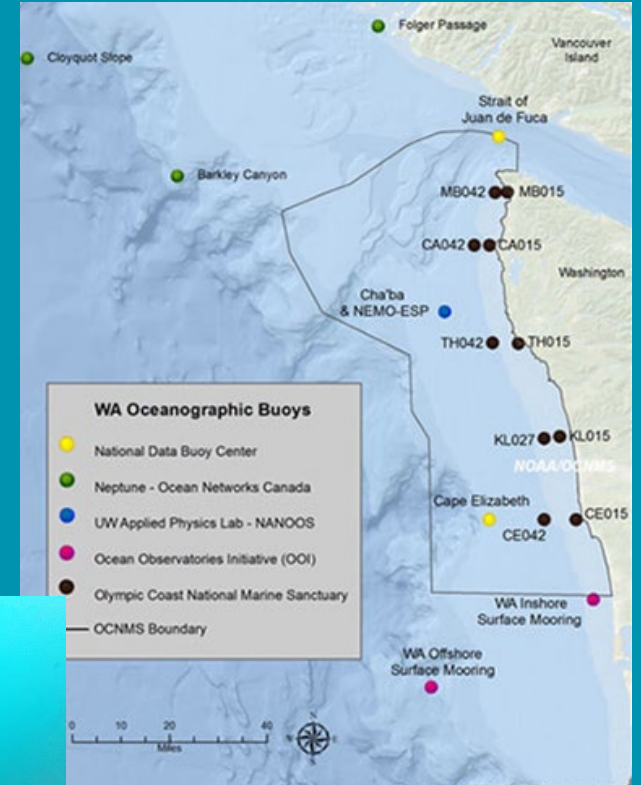 Folger Passage
Vancouver
Island
Cloyquot Slope
Strait of
Juan de Fuca
Barkley Canyon
MB042 MB015
CA042 CA015
Washington
Cha'ba
& NEMO-ESP
TH042 TH015
WA Oceanographic Buoys
National Data Buoy Center
Neptune - Ocean Networks Canada
UW Applied Physics Lab - NANOOS
Ocean Observatories Initiative (OOI)
Olympic Coast National Marine Sanctuary
OCNMS Boundary
KL027 KL015
NOAA/OCNMS
Cape Elizabeth
CE042 CE015
WA Inshore
Surface Mooring
WA Offshore
Surface Mooring
0 10 20 40
Miles